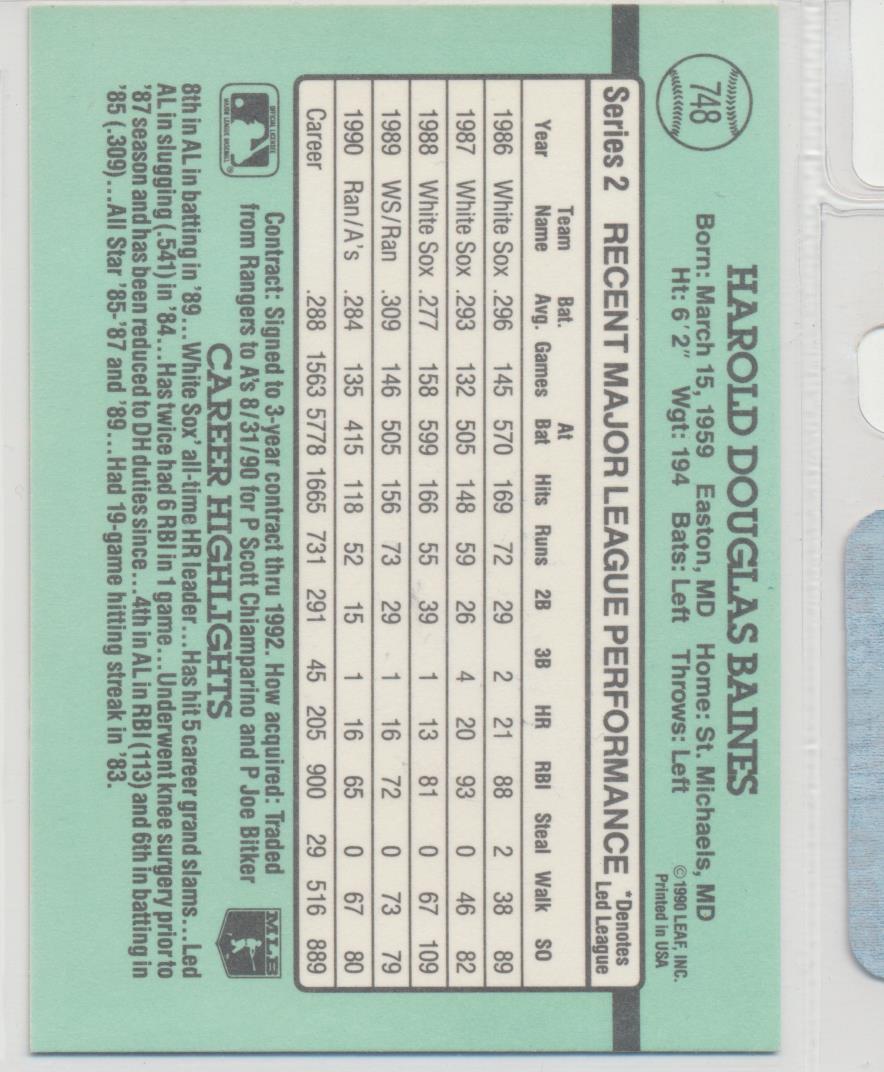 748
HAROLD DOUGLAS BAINES
Born: March 15, 1959 Easton, MD Home: St. Michaels, MD
Ht: 6'2" Wgt: 194 Bats: Left Throws: Left
©1990 LEAF, INC.
Printed in USA
Series 2 RECENT MAJOR LEAGUE PERFORMANCE *Denotes
Led League
Team Bat. At
Year Name Avg. Games Bat Hits Runs 2B 3B HR RBI Steal Walk SO
1986 White Sox .296 145 570 169 72 29 2 21 88 2 38 89
1987 White Sox .293 132 505 148 59 26 4 20 93 0 46 82
1988 White Sox .277 158 599 166 55 39 1 13 81 0 67 109
1989 WS/Ran .309 146 505 156 73 29 1 16 72 0 73 79
1990 Ran/A's .284 135 415 118 52 15 1 16 65 0 67 80
Career .288 1563 5778 1665 731 291 45 205 900 29 516 889
OFFICIAL LICENSEE
MAJOR LEAGUE BASEBALL®
Contract: Signed to 3-year contract thru 1992. How acquired: Traded
from Rangers to A's 8/31/90 for P Scott Chiamparino and P Joe Bitker
MLB
CAREER HIGHLIGHTS
8th in AL in batting in '89...White Sox' all-time HR leader...Has hit 5 career grand slams...Led
AL in slugging (.541) in '84...Has twice had 6 RBI in 1 game...Underwent knee surgery prior to
'87 season and has been reduced to DH duties since...4th in AL in RBI (113) and 6th in batting in
'85 (.309)...All Star '85-'87 and '89...Had 19-game hitting streak in '83.